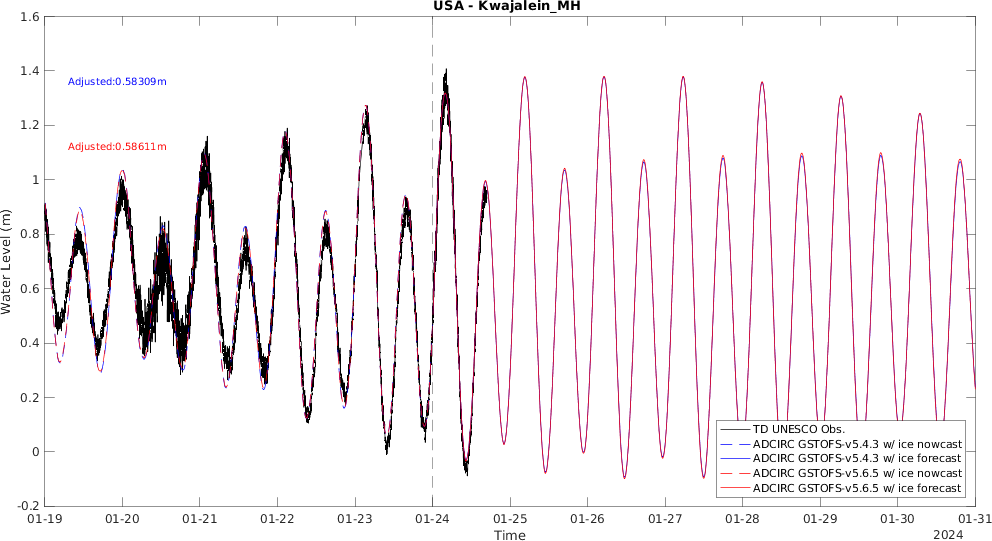 USA - Kwajalein_MH
1.6
1.4
1.2
1
0.8
0.6
0.4
0.2
0
-0.2
Water Level (m)
Adjusted:0.58309m
Adjusted:0.58611m
TD UNESCO Obs.
ADCIRC GSTOFS-v5.4.3 w/ ice nowcast
ADCIRC GSTOFS-v5.4.3 w/ ice forecast
ADCIRC GSTOFS-v5.6.5 w/ ice nowcast
ADCIRC GSTOFS-v5.6.5 w/ ice forecast
01-19 01-20 01-21 01-22 01-23 01-24 01-25 01-26 01-27 01-28 01-29 01-30 01-31
Time
2024